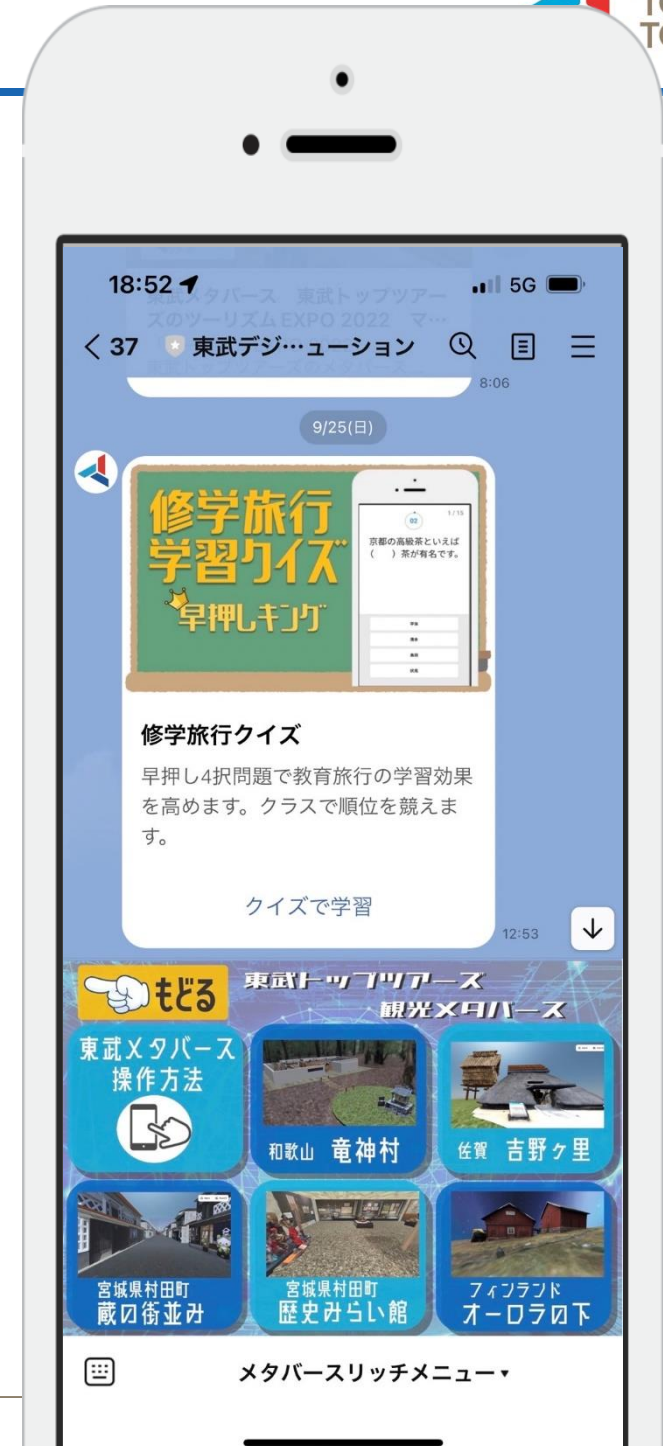 TO
TO
18:52
5G
東武メタバース 東武トップツアー
ズのツーリズムEXPO 2022 マ…
37 東武デジ…ューション
8:06
9/25(日)
修学旅行
学習クイズ
早押しキング
02
1/15
京都の高級茶といえば
( )茶が有名です。
修学旅行クイズ
早押し4択問題で教育旅行の学習効果
を高めます。クラスで順位を競えま
す。
クイズで学習
12:53
もどる
東武トップツアーズ
観光メタバース
東武メタバース
操作方法
和歌山 竜神村
佐賀 吉野ヶ里
宮城県村田町
蔵の街並み
宮城県村田町
歴史みらい館
フィンランド
オーロラの下
メタバースリッチメニュー▼